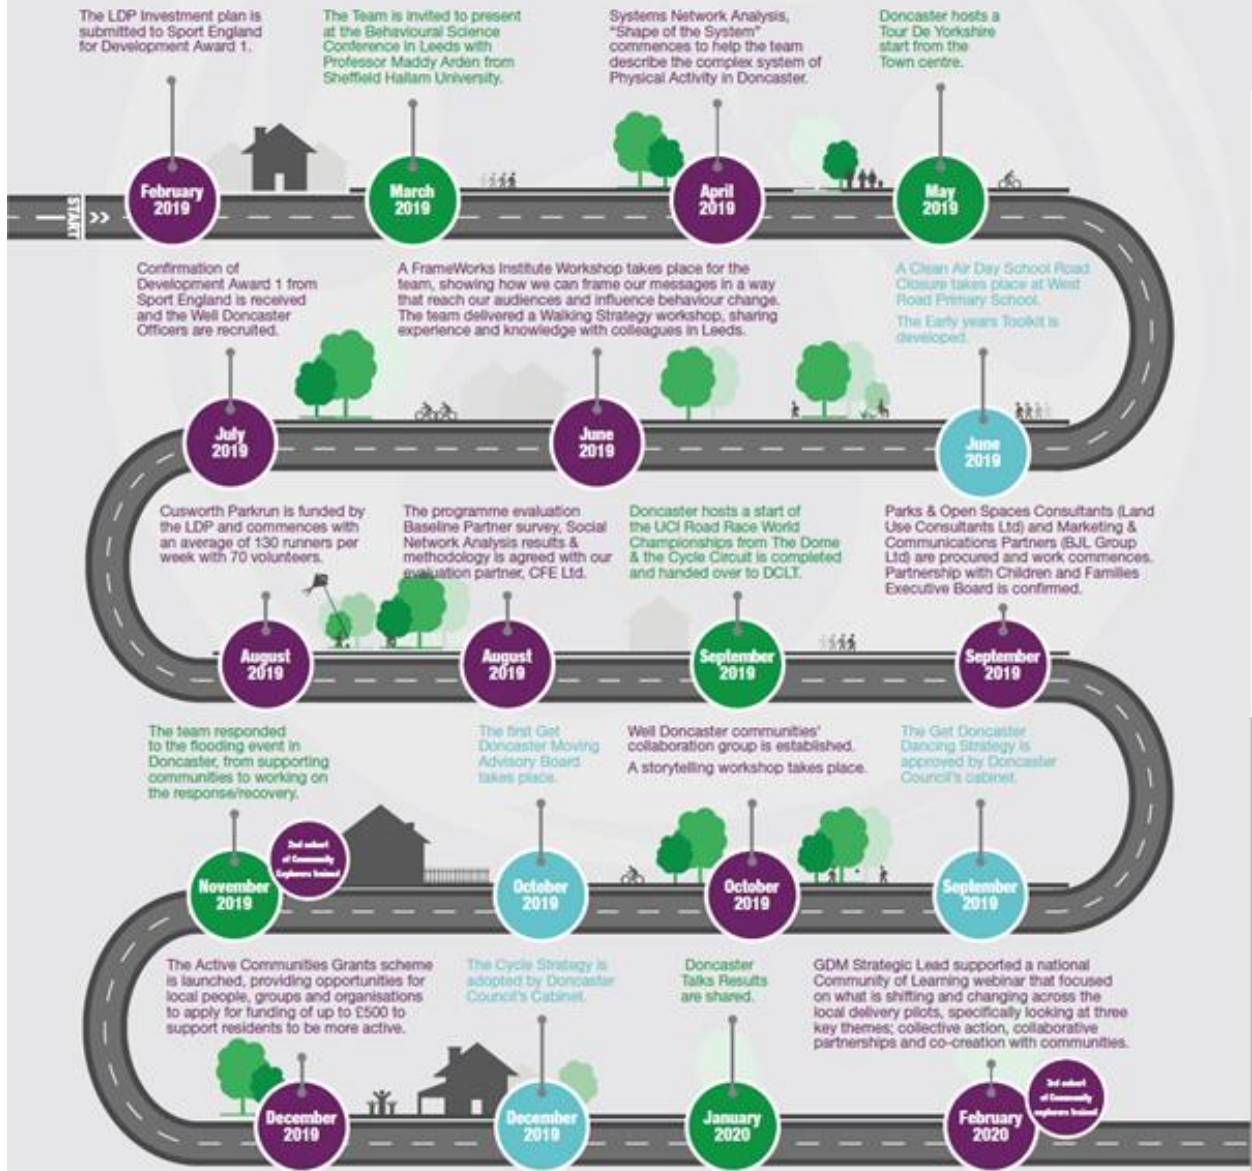 The LDP Investment plan is
submitted to Sport England
for Development Award 1.
The Team is invited to present
at the Behavioural Science
Conference in Leeds with
Professor Maddy Arden from
Sheffield Hallam University.
Systems Network Analysis,
“Shape of the System”
commences to help the team
describe the complex system of
Physical Activity in Doncaster.
Doncaster hosts a
Tour De Yorkshire
start from the
Town centre.
START
February
2019
March
2019
April
2019
May
2019
Confirmation of
Development Award 1 from
Sport England is received
and the Well Doncaster
Officers are recruited.
A FrameWorks Institute Workshop takes place for the
team, showing how we can frame our messages in a way
that reach our audiences and influence behaviour change.
The team delivered a Walking Strategy workshop, sharing
experience and knowledge with colleagues in Leeds.
A Clean Air Day School Road
Closure takes place at West
Road Primary School.
The Early years Toolkit is
developed.
July
2019
June
2019
June
2019
Cusworth Parkrun is funded by
the LDP and commences with
an average of 130 runners per
week with 70 volunteers.
The programme evaluation
Baseline Partner survey, Social
Network Analysis results &
methodology is agreed with our
evaluation partner, CFE Ltd.
Doncaster hosts a start of
the UCI Road Race World
Championships from The Dome
& the Cycle Circuit is completed
and handed over to DCLT.
Parks & Open Spaces Consultants (Land
Use Consultants Ltd) and Marketing &
Communications Partners (BJL Group
Ltd) are procured and work commences.
Partnership with Children and Families
Executive Board is confirmed.
August
2019
August
2019
September
2019
September
2019
The team responded
to the flooding event in
Doncaster, from supporting
communities to working on
the response/recovery.
The first Get
Doncaster Moving
Advisory Board
takes place.
Well Doncaster communities’
collaboration group is established.
A storytelling workshop takes place.
The Get Doncaster
Dancing Strategy is
approved by Doncaster
Council’s cabinet.
November
2019
2nd cohort
of Community
Explorers trained
October
2019
October
2019
September
2019
The Active Communities Grants scheme
is launched, providing opportunities for
local people, groups and organisations
to apply for funding of up to £500 to
support residents to be more active.
The Cycle Strategy is
adopted by Doncaster
Council’s Cabinet.
Doncaster
Talks Results
are shared.
GDM Strategic Lead supported a national
Community of Learning webinar that focused
on what is shifting and changing across the
local delivery pilots, specifically looking at three
key themes; collective action, collaborative
partnerships and co-creation with communities.
December
2019
December
2019
January
2020
February
2020
3rd cohort
of Community
explorers trained